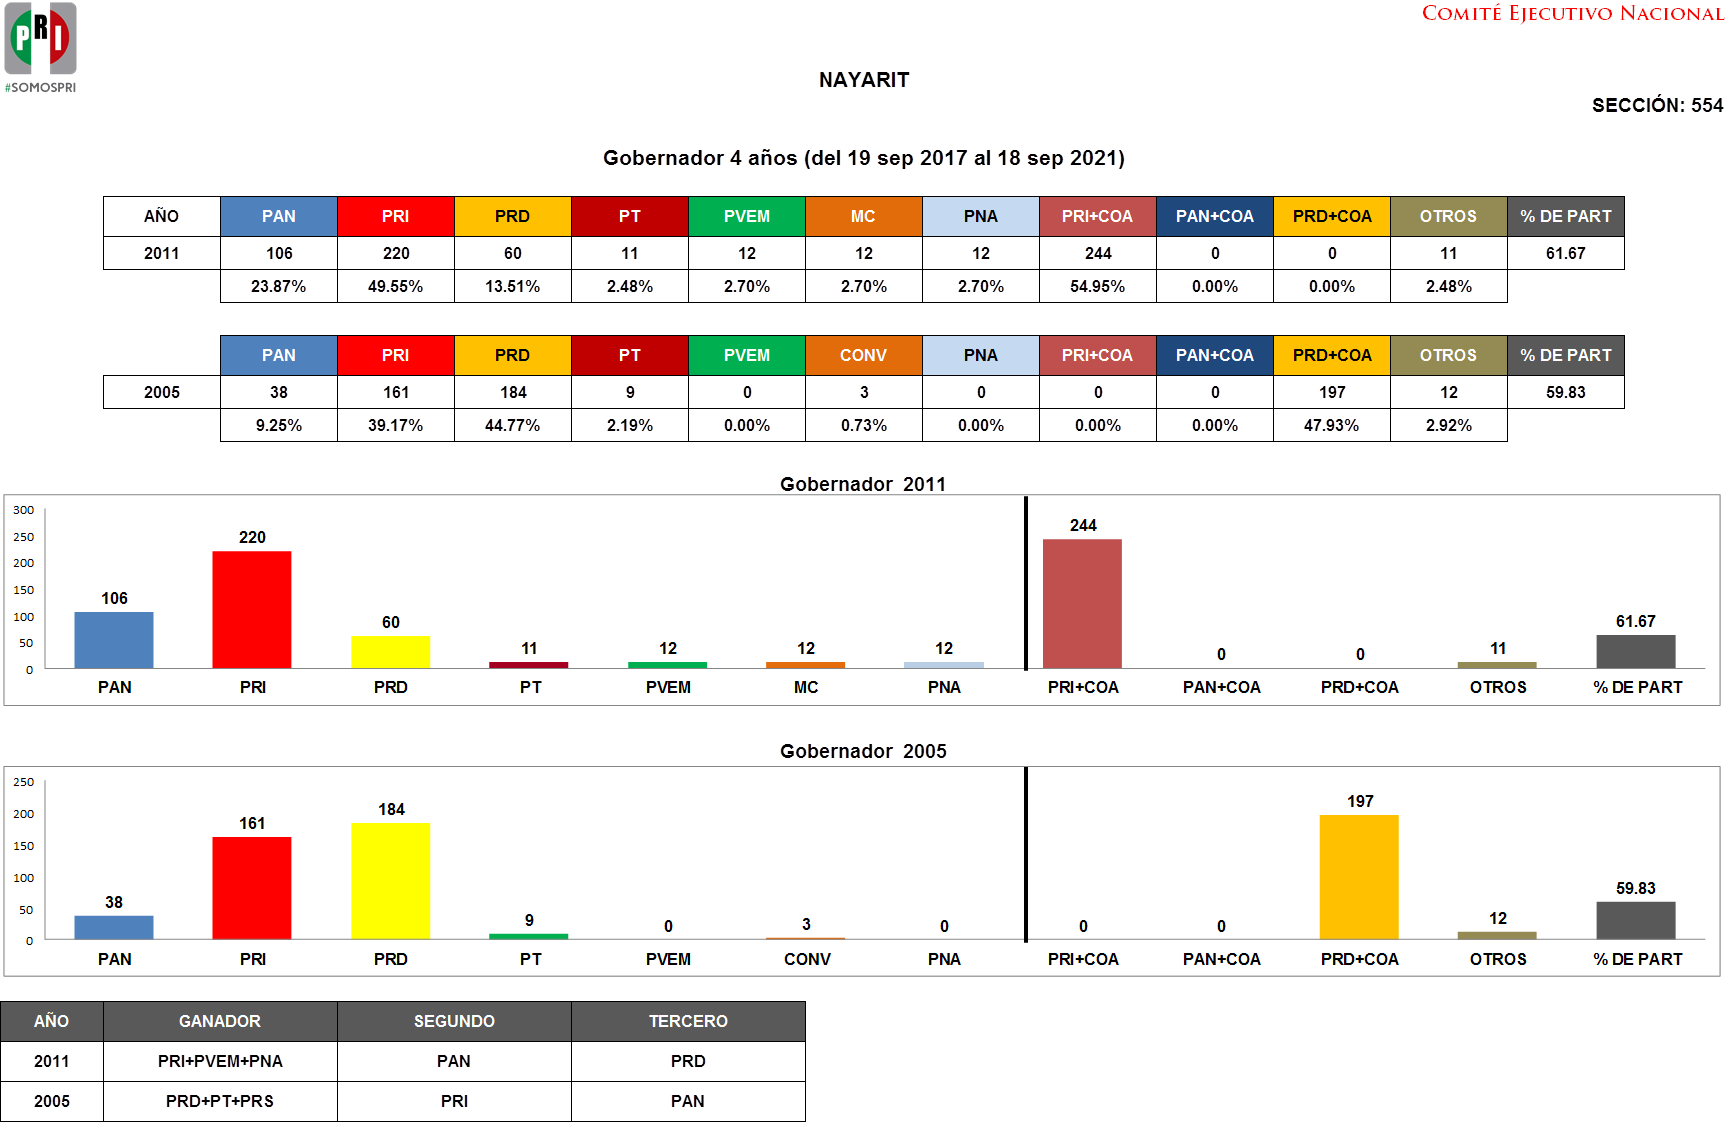 PRI
#SOMOSPRI
COMITÉ EJECUTIVO NACIONAL
NAYARIT
SECCIÓN: 554
Gobernador 4 años (del 19 sep 2017 al 18 sep 2021)
AÑO PAN PRI PRD PT PVEM MC PNA PRI+COA PAN+COA PRD+COA OTROS % DE PART
2011 106 220 60 11 12 12 12 244 0 0 11 61.67
23.87% 49.55% 13.51% 2.48% 2.70% 2.70% 2.70% 54.95% 0.00% 0.00% 2.48%
PAN PRI PRD PT PVEM CONV PNA PRI+COA PAN+COA PRD+COA OTROS % DE PART
2005 38 161 184 9 0 3 0 0 0 197 12 59.83
9.25% 39.17% 44.77% 2.19% 0.00% 0.73% 0.00% 0.00% 0.00% 47.93% 2.92%
Gobernador 2011
300
250
200
150
100
50
0
106 220 60 11 12 12 12 244 0 0 11 61.67
PAN PRI PRD PT PVEM MC PNA PRI+COA PAN+COA PRD+COA OTROS % DE PART
Gobernador 2005
250
200
150
100
50
0
38 161 184 9 0 3 0 0 0 197 12 59.83
PAN PRI PRD PT PVEM CONV PNA PRI+COA PAN+COA PRD+COA OTROS % DE PART
AÑO GANADOR SEGUNDO TERCERO
2011 PRI+PVEM+PNA PAN PRD
2005 PRD+PT+PRS PRI PAN